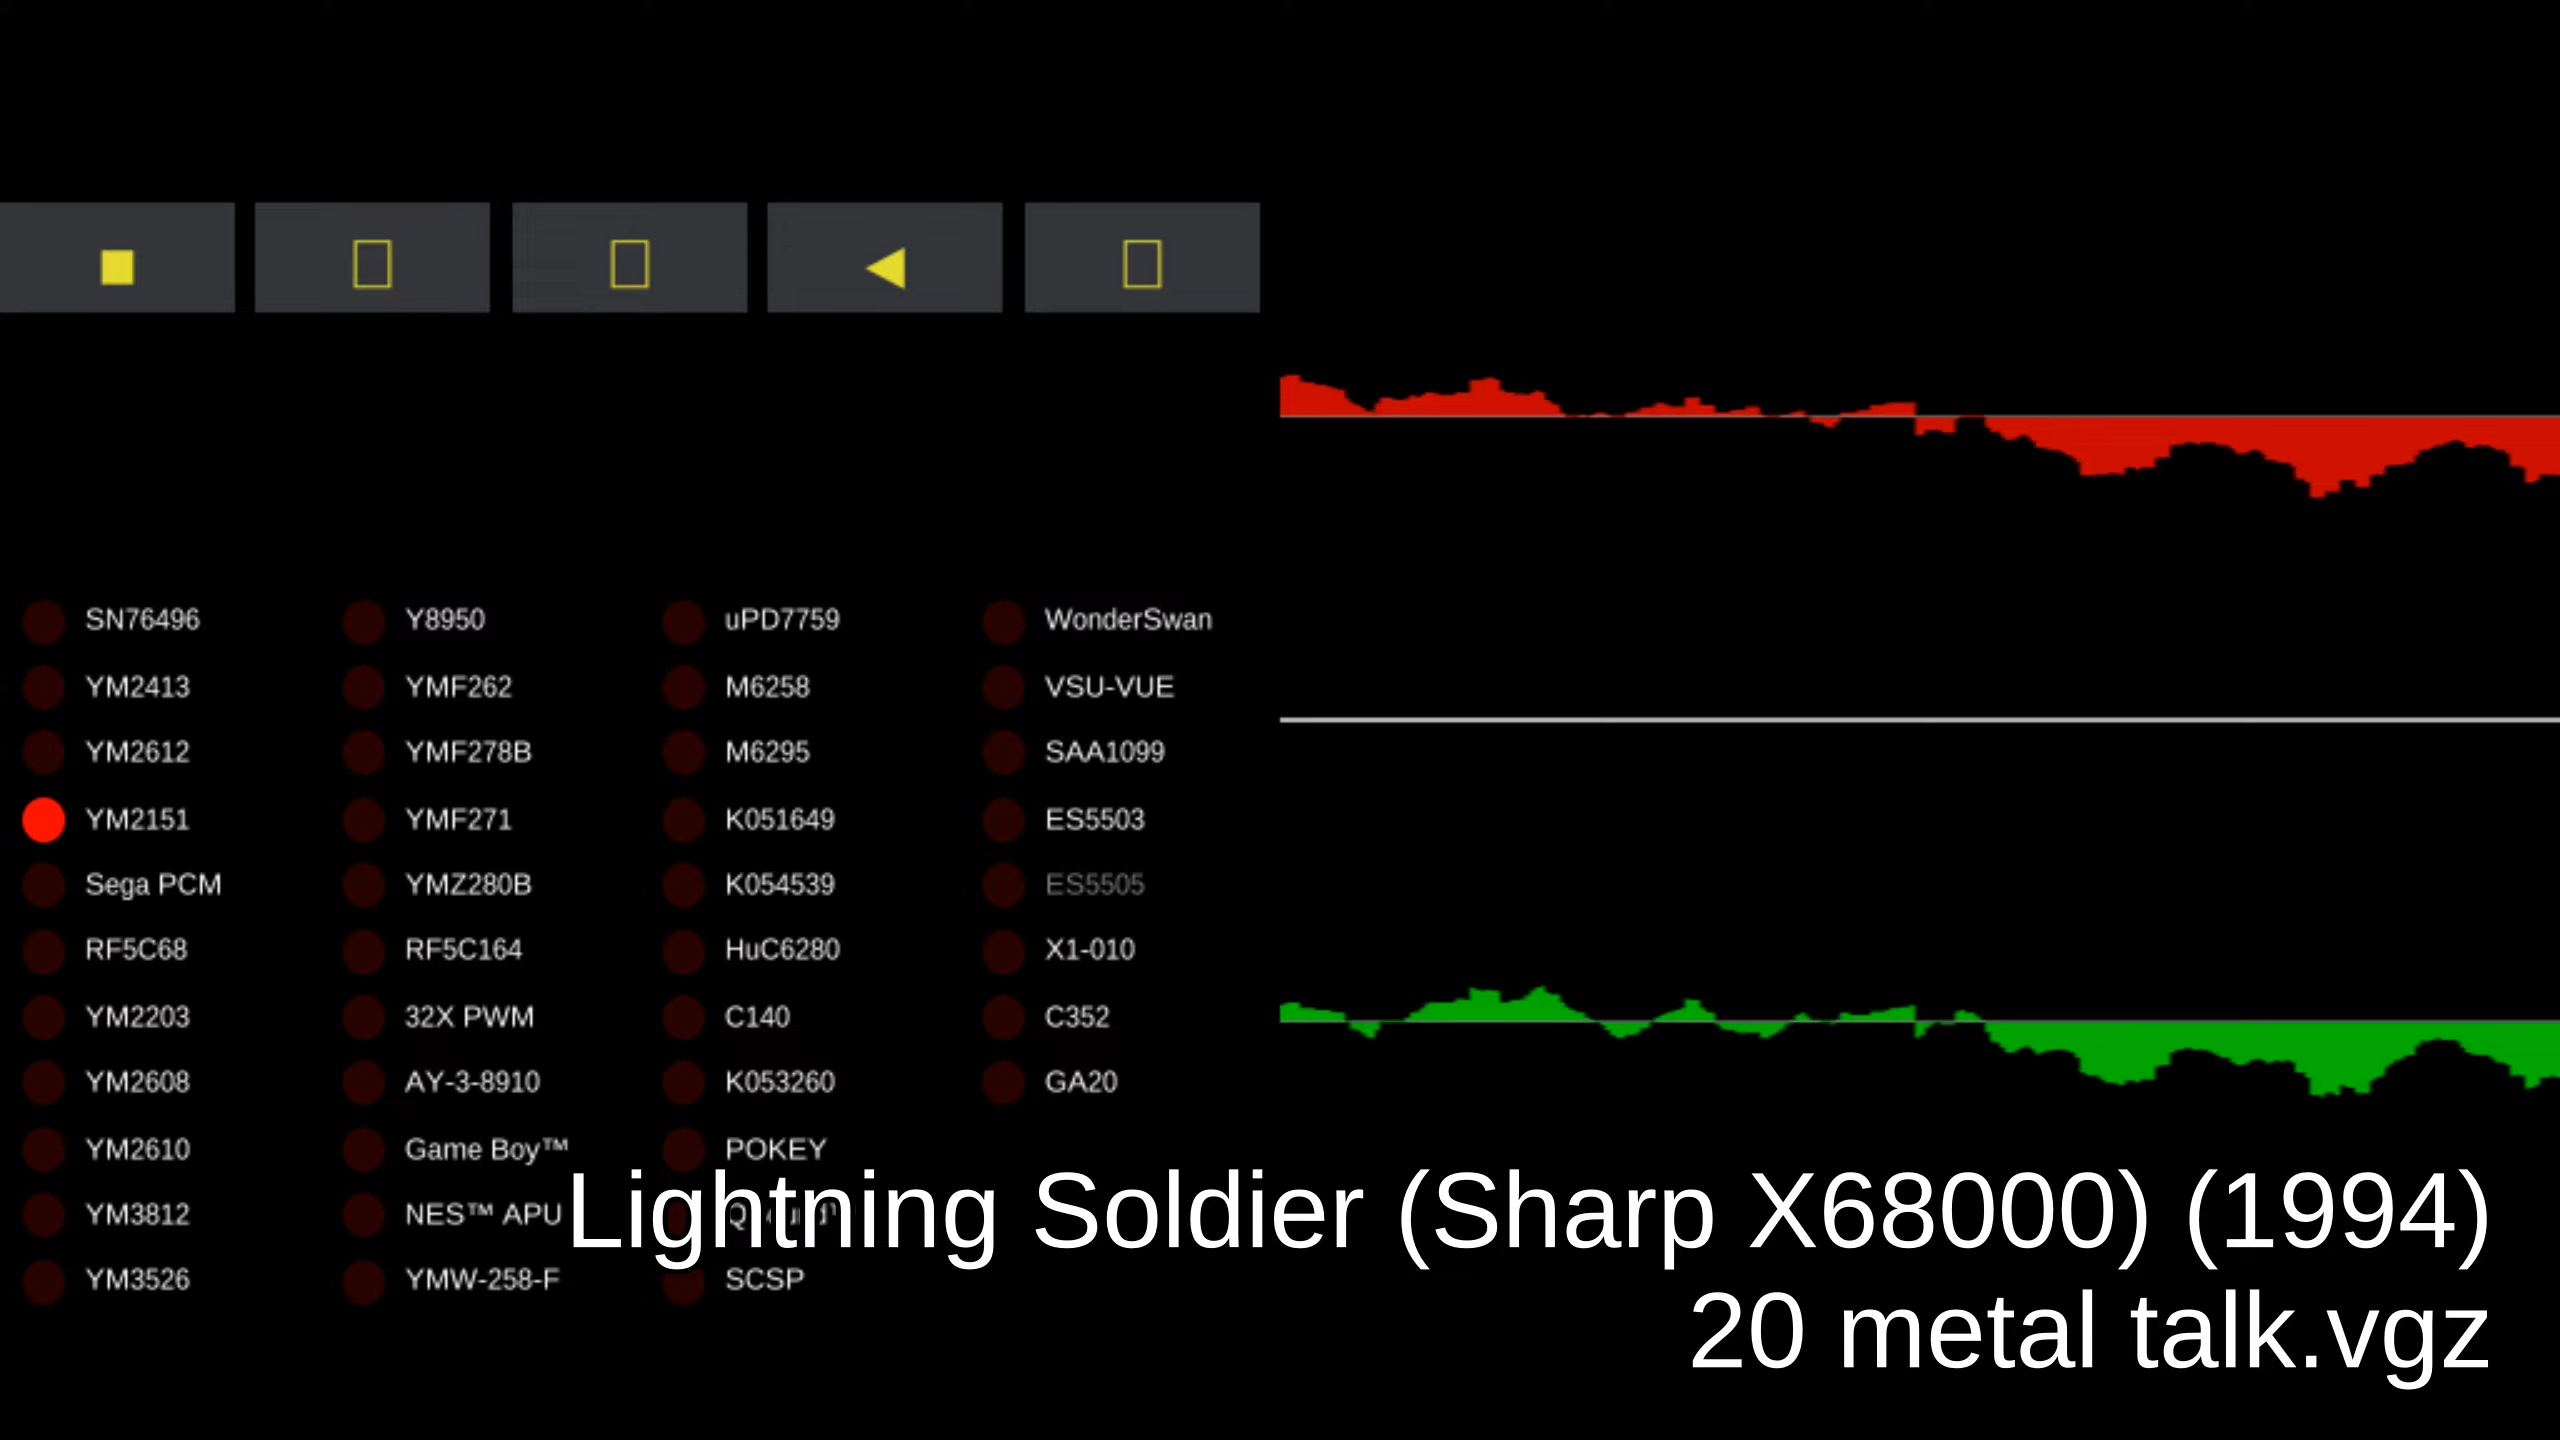 SN76496
YM2413
YM2612
YM2151
Sega PCM
RF5C68
YM2203
YM2608
YM2610
YM3812
YM3526
Y8950
YMF262
YMF278B
YMF271
YMZ280B
RF5C164
32X PWM
AY-3-8910
Game Boy™
NES™ APU
YMW-258-F
uPD7759
M6258
M6295
K051649
K054539
HuC6280
C140
K053260
POKEY
SCSP
WonderSwan
VSU-VUE
SAA1099
ES5503
ES5505
X1-010
C352
GA20
Lightning Soldier (Sharp X68000) (1994)
20 metal talk.vgz